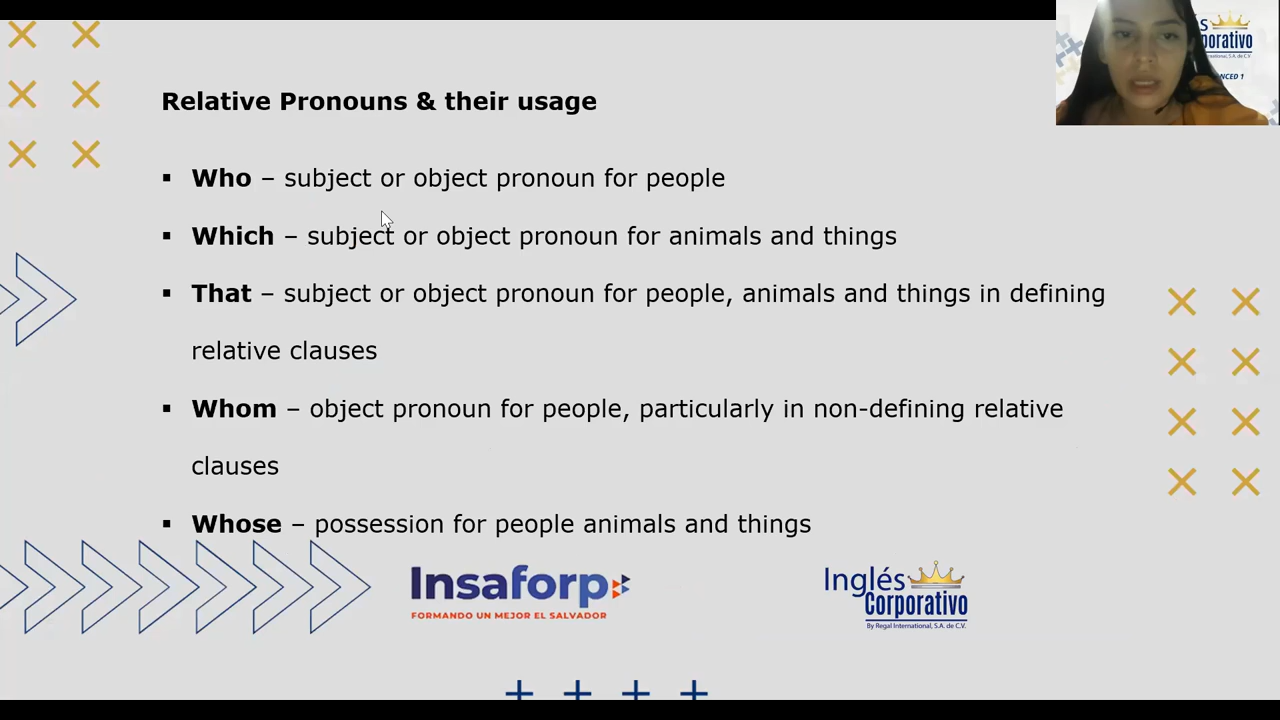 Relative Pronouns & their usage
▪ Who – subject or object pronoun for people
▪ Which – subject or object pronoun for animals and things
▪ That – subject or object pronoun for people, animals and things in defining
relative clauses
▪ Whom – object pronoun for people, particularly in non-defining relative
clauses
▪ Whose – possession for people animals and things
Insaforp
FORMANDO UN MEJOR EL SALVADOR
Inglés
Corporativo
By Regal International, S.A. de C.V.